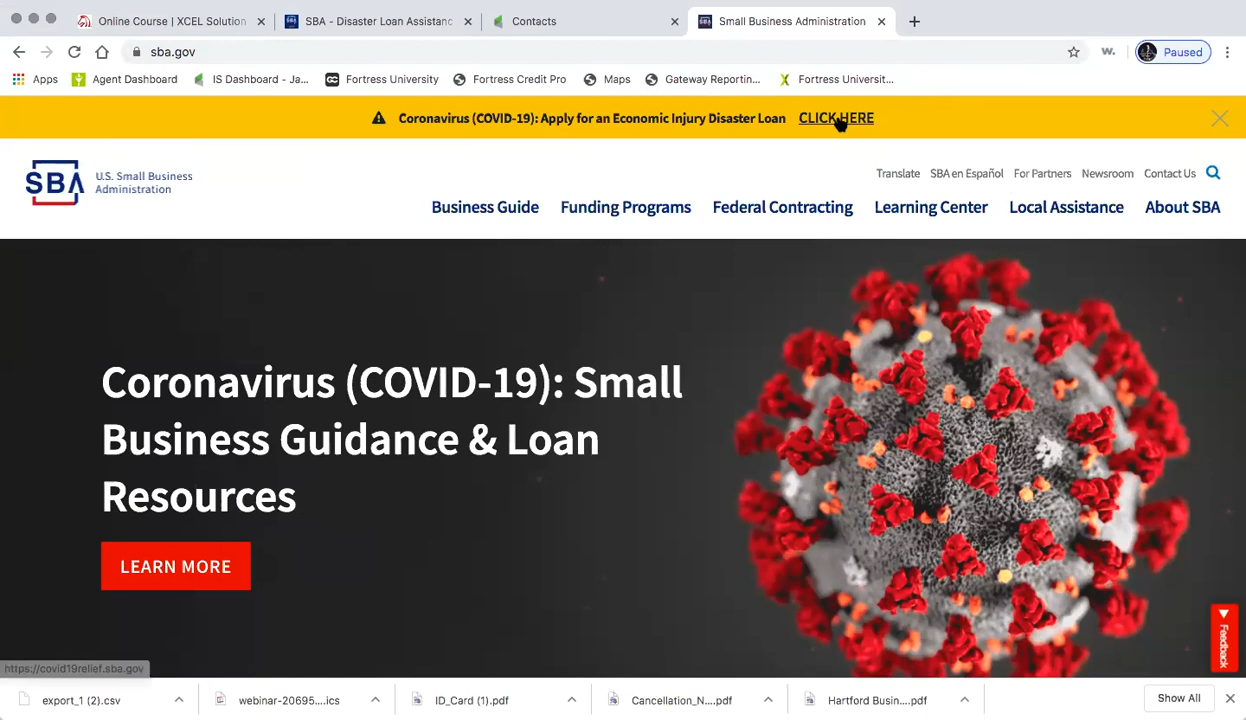 Online Course | XCEL Solution
SBA - Disaster Loan Assistanc
Contacts
Small Business Administration
sba.gov
W.
Paused
Apps
Agent Dashboard
IS Dashboard - Ja...
Fortress University
Fortress Credit Pro
Maps
Gateway Reportin...
Fortress Universit...
Coronavirus (COVID-19): Apply for an Economic Injury Disaster Loan CLICK HERE
SBA
U.S. Small Business
Administration
Translate SBA en Español For Partners Newsroom Contact Us
Business Guide Funding Programs Federal Contracting Learning Center Local Assistance About SBA
Coronavirus (COVID-19): Small
Business Guidance & Loan
Resources
LEARN MORE
Feedback
https://covid19relief.sba.gov
export_1 (2).csv
webinar-20695....ics
ID_Card (1).pdf
Cancellation_N....pdf
Hartford Busin....pdf
Show All